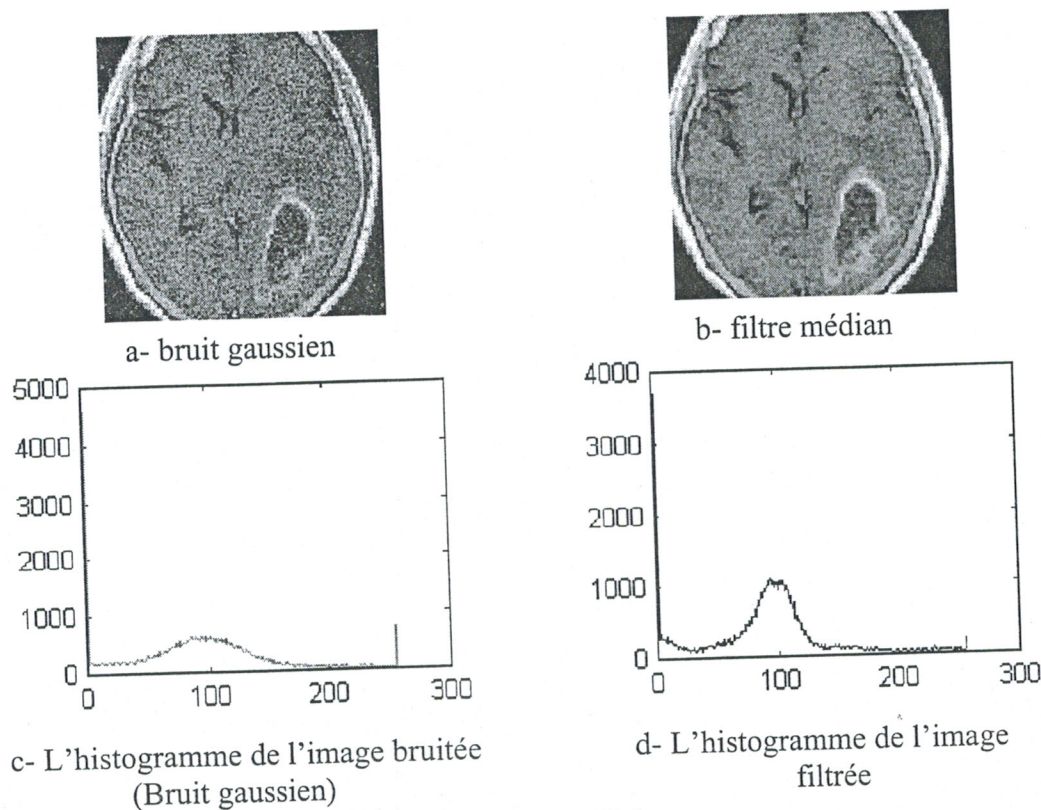 a- bruit gaussien
b- filtre médian
5000
4000
3000
2000
1000
0
0 100 200 300
4000
3000
2000
1000
0
0 100 200 300
c- L'histogramme de l'image bruitée
(Bruit gaussien)
d- L'histogramme de l'image
filtrée